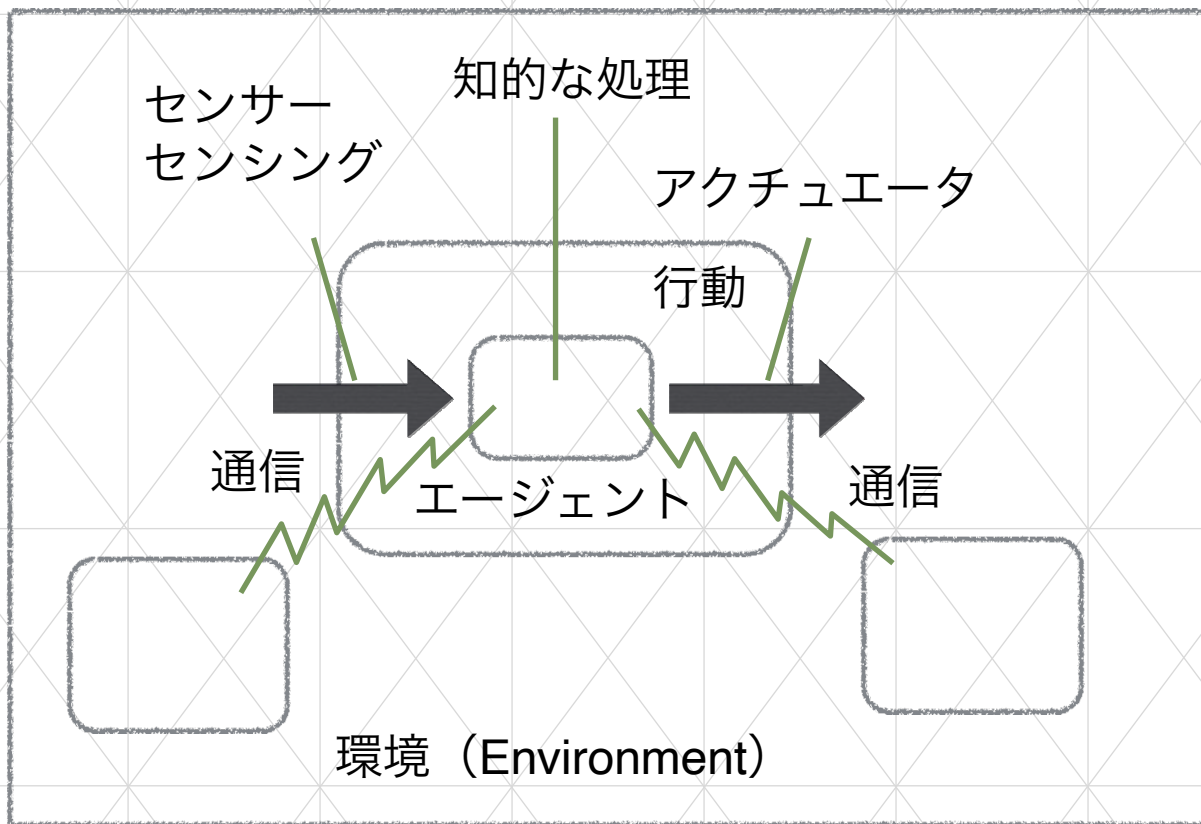 知的な処理
センサー
センシング
アクチュエータ
行動
通信
エージェント
通信
環境（Environment）